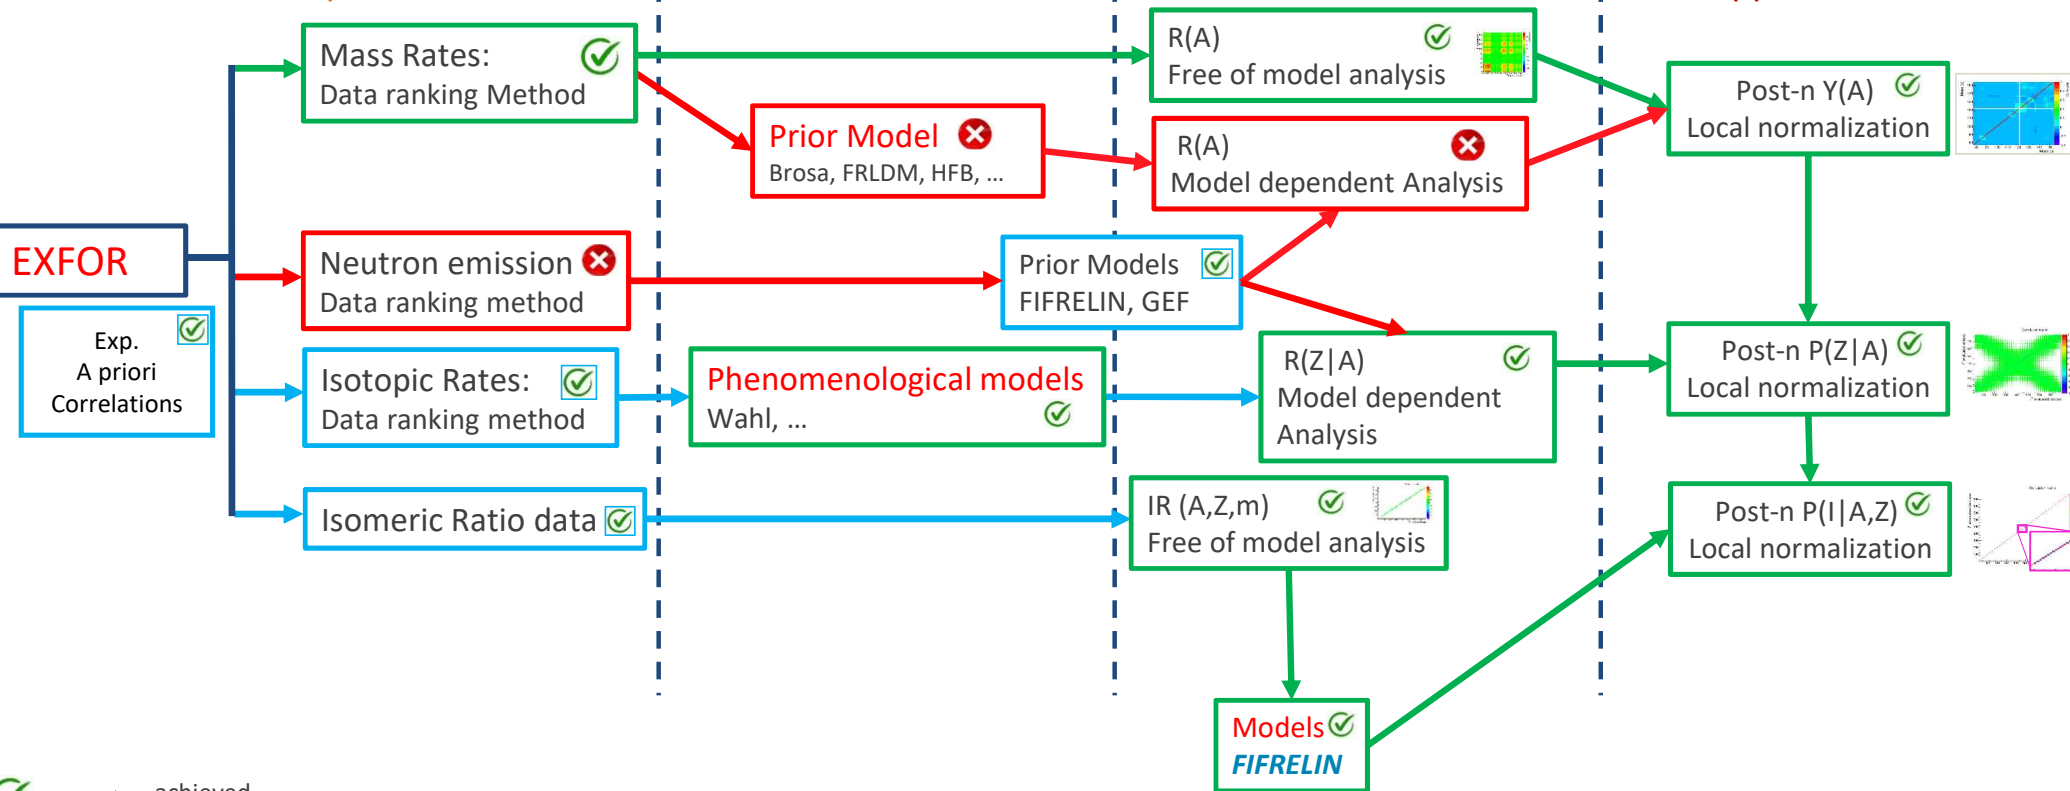 Mass Rates:
Data ranking Method
R(A)
Free of model analysis
Post-n Y(A)
Local normalization
Prior Model
Brosa, FRLDM, HFB, ...
R(A)
Model dependent Analysis
EXFOR
Neutron emission
Data ranking method
Prior Models
FIFRELIN, GEF
Exp.
A priori
Correlations
Isotopic Rates:
Data ranking method
Phenomenological models
Wahl, ...
R(Z|A)
Model dependent
Analysis
Post-n P(Z|A)
Local normalization
Isomeric Ratio data
IR (A,Z,m)
Free of model analysis
Post-n P(I|A,Z)
Local normalization
Models
FIFRELIN
achieved